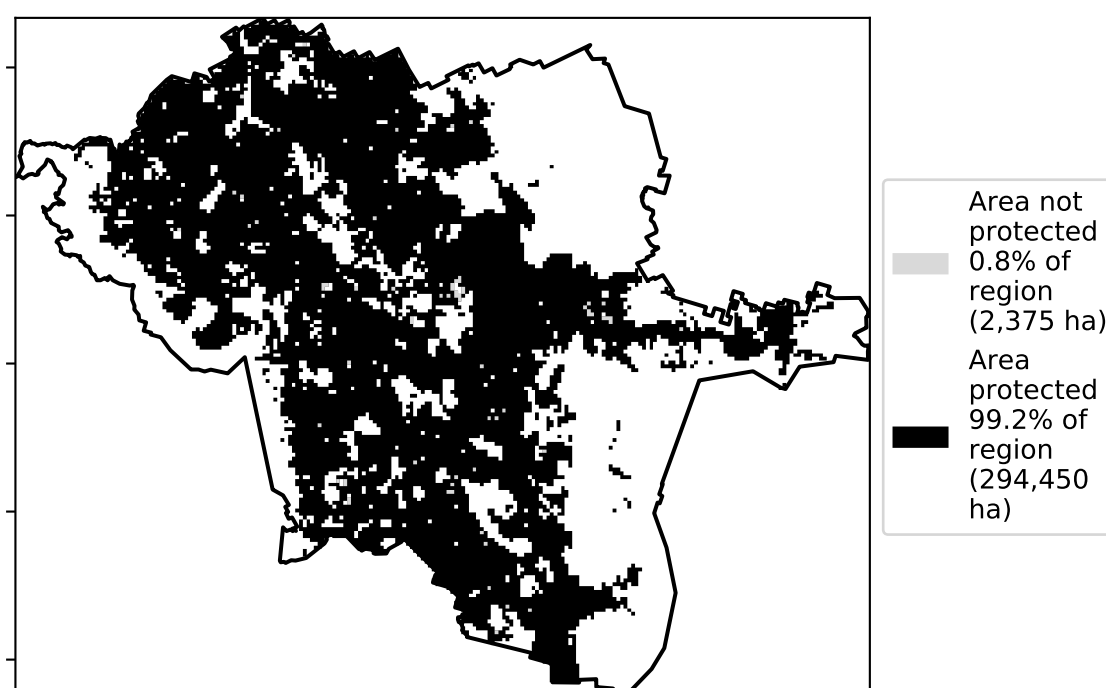 Area not
protected
0.8% of
region
(2,375 ha)
Area
protected
99.2% of
region
(294,450
ha)